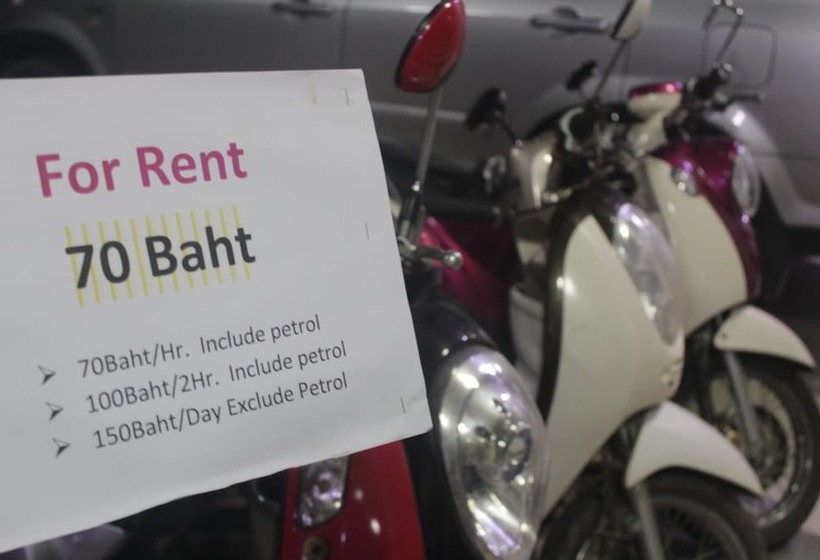 For Rent
70 Baht
➢ 70Baht/Hr. Include petrol
➢ 100Baht/2Hr. Include petrol
➢ 150Baht/Day Exclude Petrol